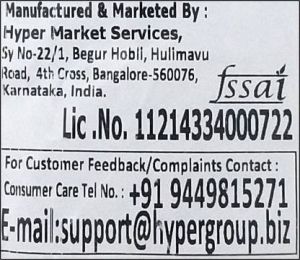 Manufactured & Marketed By :
Hyper Market Services,
Sy No-22/1, Begur Hobli, Hulimavu
Road, 4th Cross, Bangalore-560076,
Karnataka, India.
fssai
Lic .No. 11214334000722
For Customer Feedback/Complaints Contact :
Consumer Care Tel No. : +91 9449815271
E-mail:support@hypergroup.biz